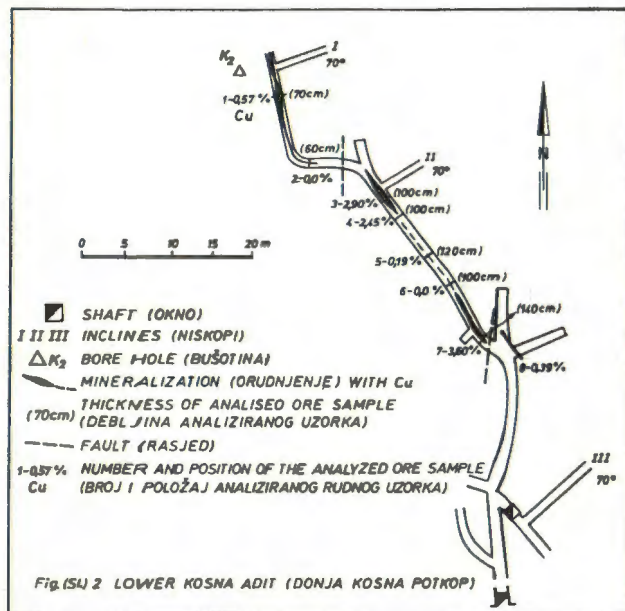 I
70°
K₂
1-0,57%
Cu
(70cm)
(60cm)
2-0,0%
II
70°
(100cm)
3-2,90%
(100cm)
4-2,45%
(120cm)
5-0,19%
(100cm)
6-0,0%
(140cm)
7-3,60%
8-0,39%
N
0 5 10 15 20 m
III
70°
SHAFT (OKNO)
I II III INCLINES (NISKOPI)
K₂ BORE HOLE (BUŠOTINA)
MINERALIZATION (ORUDNJENJE) WITH Cu
(70cm) THICKNESS OF ANALISED ORE SAMPLE
(DEBLJINA ANALIZIRANOG UZORKA)
FAULT (RASJED)
1-0,57% NUMBER AND POSITION OF THE ANALYZED ORE SAMPLE
Cu (BROJ I POLOŽAJ ANALIZIRANOG RUDNOG UZORKA)
Fig.(Sl.) 2 LOWER KOSNA ADIT (DONJA KOSNA POTKOP)